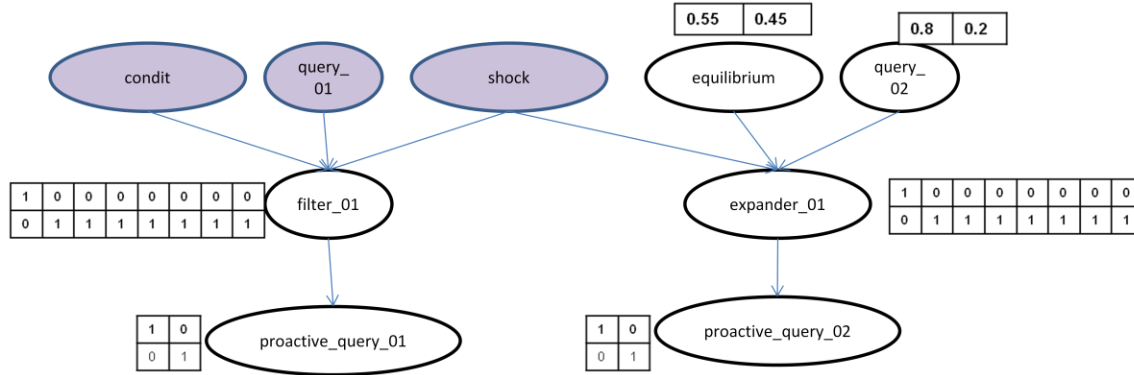 0.55 0.45
0.8 0.2
condit
query_
01
shock
equilibrium
query_
02
1 0 0 0 0 0 0 0
0 1 1 1 1 1 1 1
filter_01
expander_01
1 0 0 0 0 0 0 0
0 1 1 1 1 1 1 1
1 0
0 1
proactive_query_01
1 0
0 1
proactive_query_02